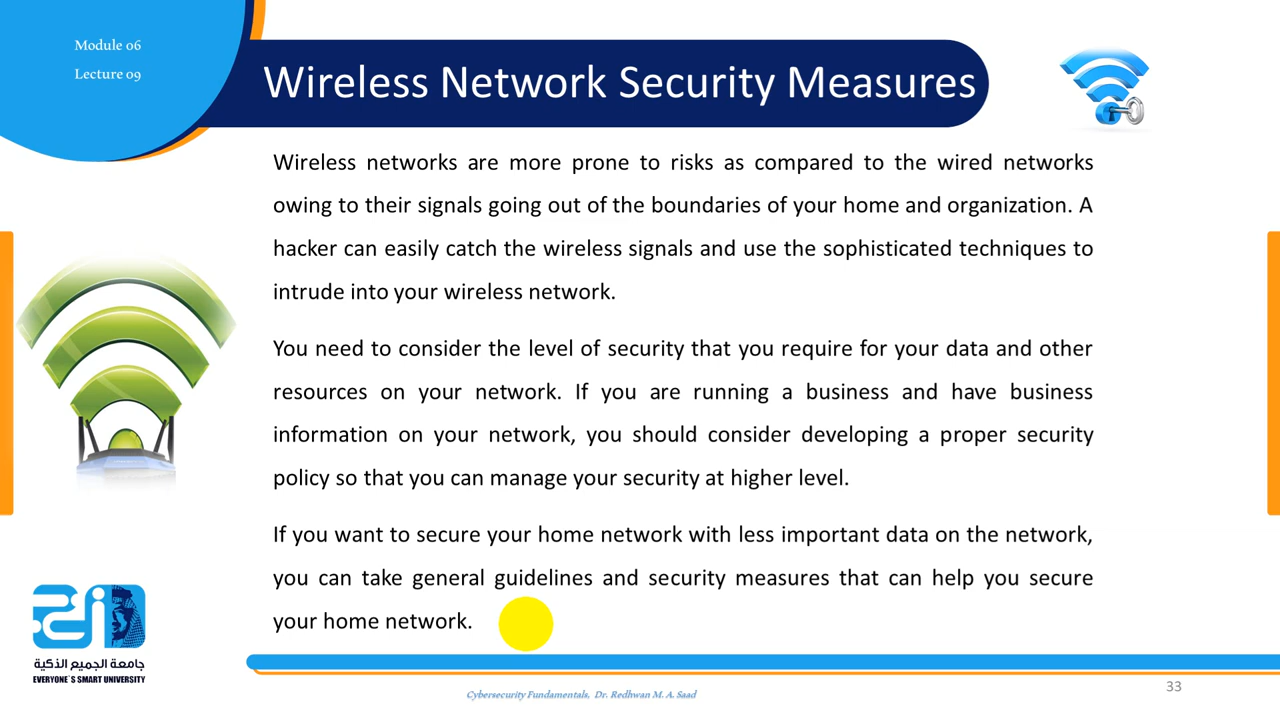 Module 06
Lecture 09
Wireless Network Security Measures
Wireless networks are more prone to risks as compared to the wired networks
owing to their signals going out of the boundaries of your home and organization. A
hacker can easily catch the wireless signals and use the sophisticated techniques to
intrude into your wireless network.
You need to consider the level of security that you require for your data and other
resources on your network. If you are running a business and have business
information on your network, you should consider developing a proper security
policy so that you can manage your security at higher level.
If you want to secure your home network with less important data on the network,
you can take general guidelines and security measures that can help you secure
your home network.
جامعة الجميع الذكية
EVERYONE`S SMART UNIVERSITY
Cybersecurity Fundamentals, Dr. Redhwan M. A. Saad
33